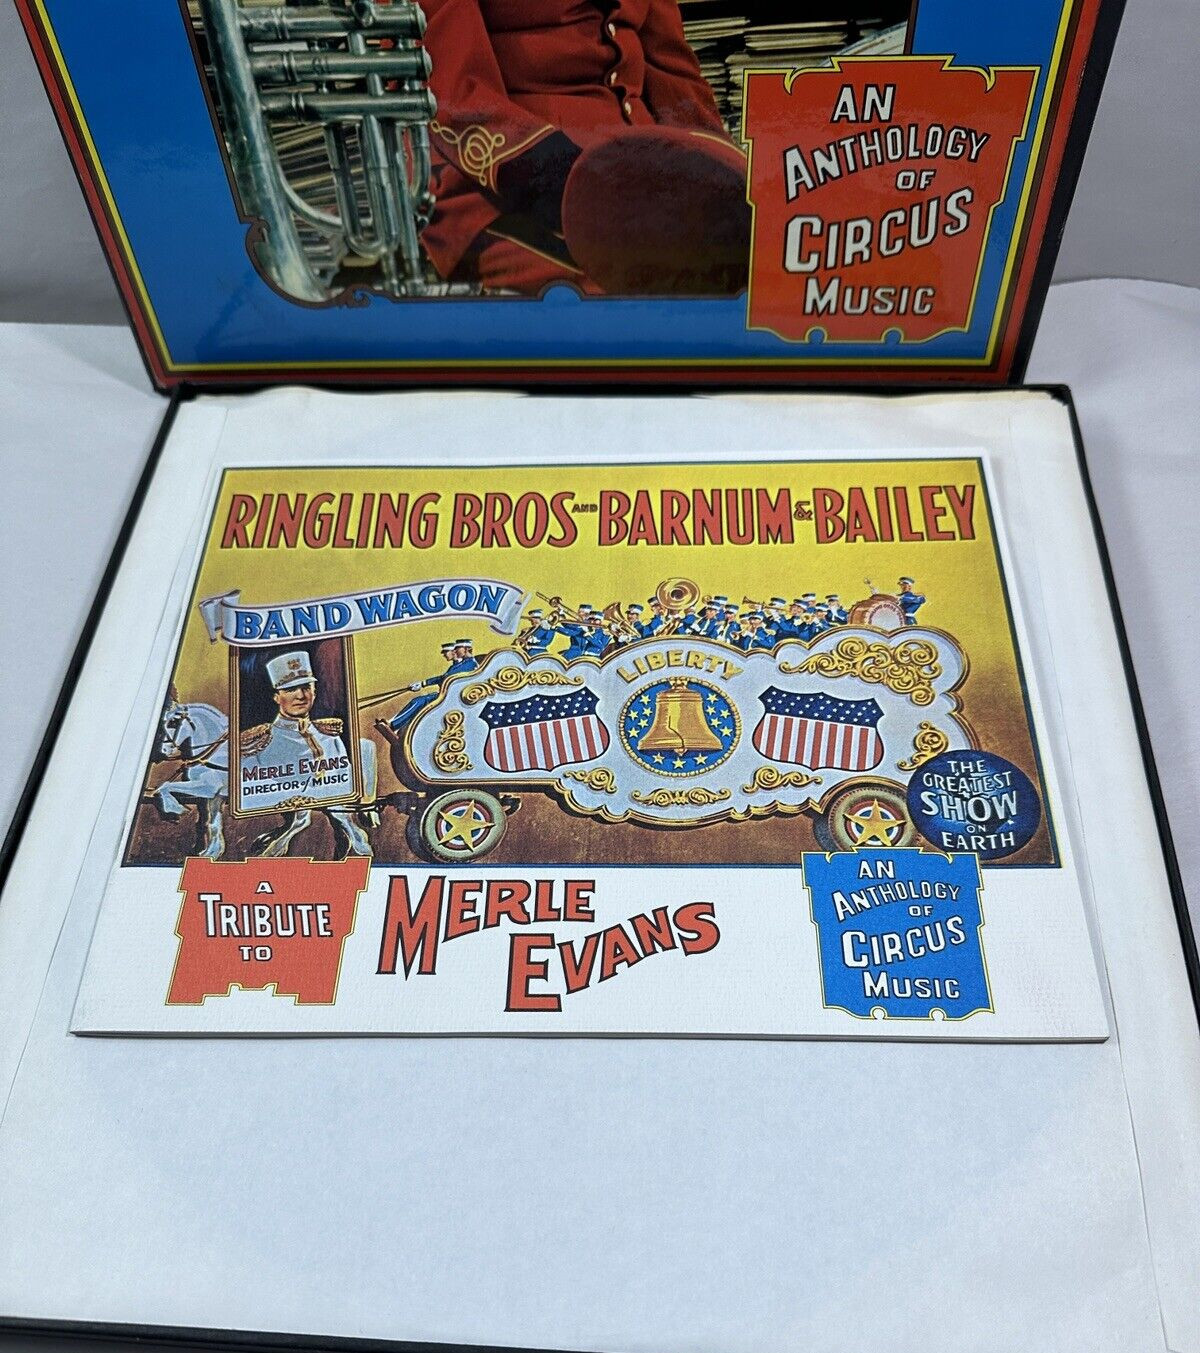 AN
ANTHOLOGY
OF
CIRCUS
MUSIC
RINGLING BROS AND BARNUM & BAILEY
BAND WAGON
LIBERTY
MERLE EVANS
DIRECTOR of MUSIC
THE
GREATEST
SHOW
ON
EARTH
A
TRIBUTE
TO
MERLE
EVANS
AN
ANTHOLOGY
OF
CIRCUS
MUSIC